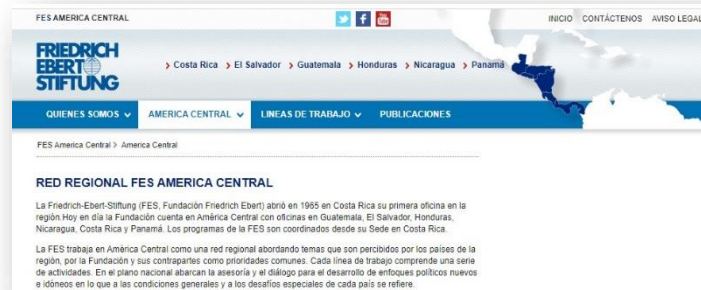 FES AMERICA CENTRAL
INICIO CONTÁCTENOS AVISO LEGAL
FRIEDRICH
EBERT
STIFTUNG
> Costa Rica > El Salvador > Guatemala > Honduras > Nicaragua > Panamá
QUIENES SOMOS AMERICA CENTRAL LINEAS DE TRABAJO PUBLICACIONES
FES America Central > America Central
RED REGIONAL FES AMERICA CENTRAL
La Friedrich-Ebert-Stiftung (FES, Fundación Friedrich Ebert) abrió en 1965 en Costa Rica su primera oficina en la
región.Hoy en día la Fundación cuenta en América Central con oficinas en Guatemala, El Salvador, Honduras,
Nicaragua, Costa Rica y Panamá. Los programas de la FES son coordinados desde su Sede en Costa Rica.
La FES trabaja en América Central como una red regional abordando temas que son percibidos por los países de la
región, por la Fundación y sus contrapartes como prioridades comunes. Cada línea de trabajo comprende una serie
de actividades. En el plano nacional abarcan la asesoría y el diálogo para el desarrollo de enfoques políticos nuevos
e idóneos en lo que a las condiciones generales y a los desafíos especiales de cada país se refiere.